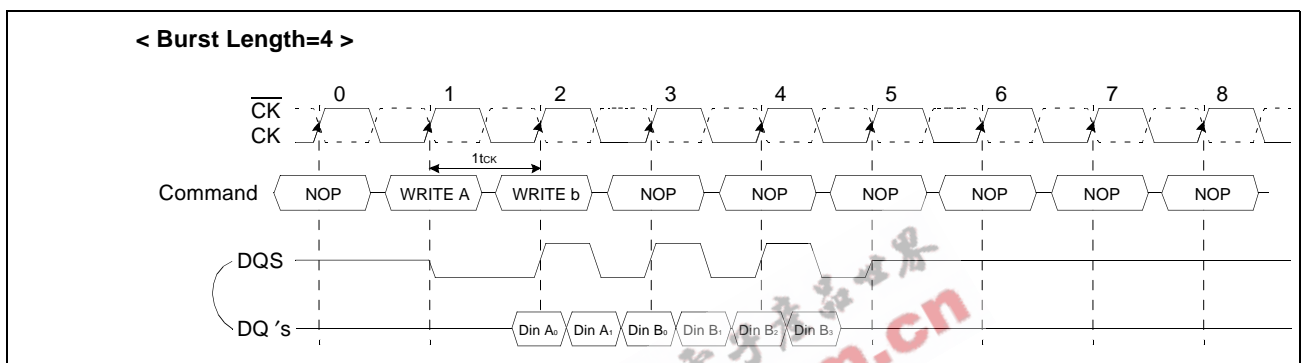 < Burst Length=4 >
0 1 2 3 4 5 6 7 8
CK
CK
1tCK
Command NOP WRITE A WRITE b NOP NOP NOP NOP NOP NOP
DQS
DQ 's Din A0 Din A1 Din B0 Din B1 Din B2 Din B3
.cn